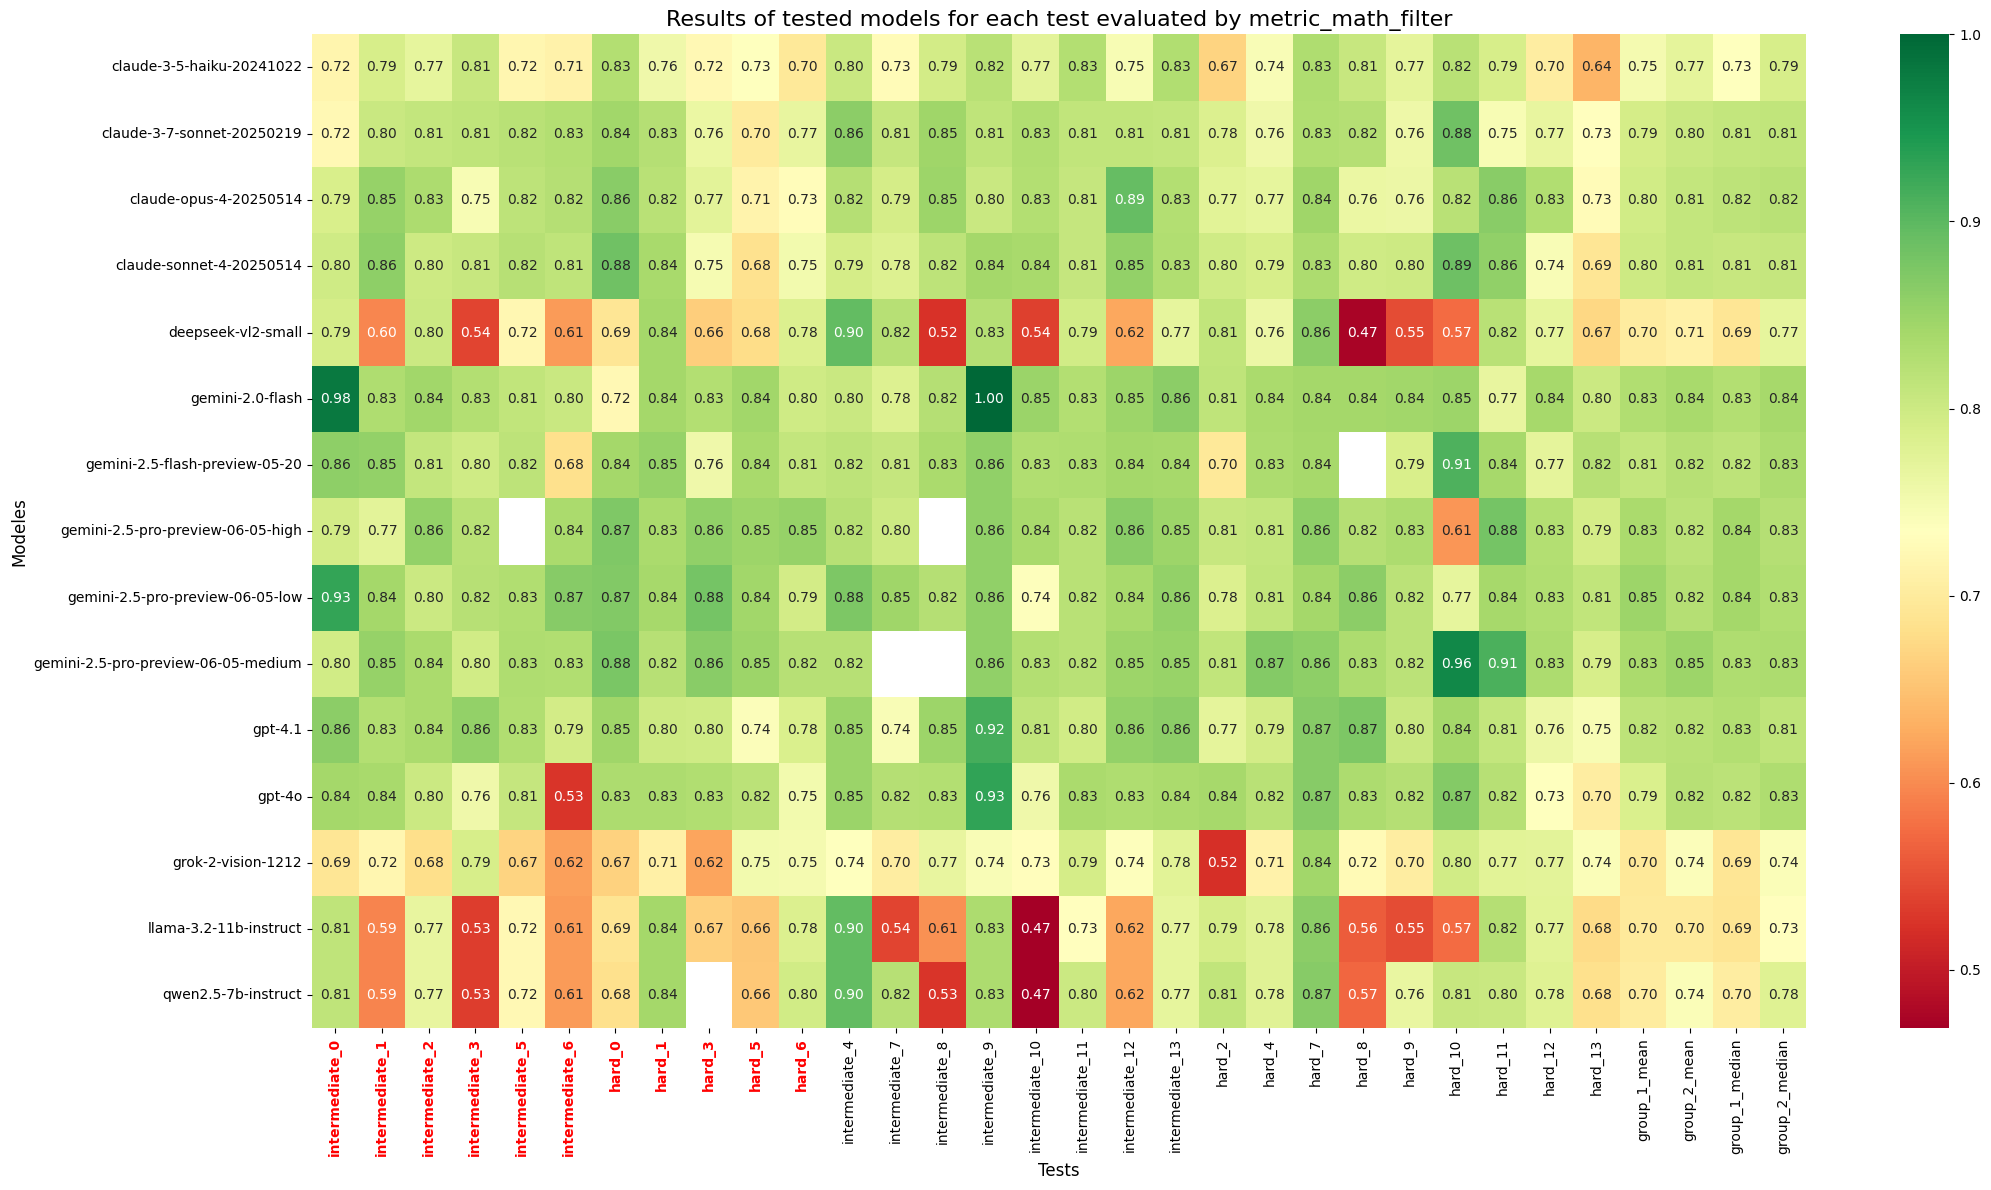 Results of tested models for each test evaluated by metric_math_filter
Modeles
claude-3-5-haiku-20241022 0.72 0.79 0.77 0.81 0.72 0.71 0.83 0.76 0.72 0.73 0.70 0.80 0.73 0.79 0.82 0.77 0.83 0.75 0.83 0.67 0.74 0.83 0.81 0.77 0.82 0.79 0.70 0.64 0.75 0.77 0.73 0.79
claude-3-7-sonnet-20250219 0.72 0.80 0.81 0.81 0.82 0.83 0.84 0.83 0.76 0.70 0.77 0.86 0.81 0.85 0.81 0.83 0.81 0.81 0.81 0.78 0.76 0.83 0.82 0.76 0.88 0.75 0.77 0.73 0.79 0.80 0.81 0.81
claude-opus-4-20250514 0.79 0.85 0.83 0.75 0.82 0.82 0.86 0.82 0.77 0.71 0.73 0.82 0.79 0.85 0.80 0.83 0.81 0.89 0.83 0.77 0.77 0.84 0.76 0.76 0.82 0.86 0.83 0.73 0.80 0.81 0.82 0.82
claude-sonnet-4-20250514 0.80 0.86 0.80 0.81 0.82 0.81 0.88 0.84 0.75 0.68 0.75 0.79 0.78 0.82 0.84 0.84 0.81 0.85 0.83 0.80 0.79 0.83 0.80 0.80 0.89 0.86 0.74 0.69 0.80 0.81 0.81 0.81
deepseek-vl2-small 0.79 0.60 0.80 0.54 0.72 0.61 0.69 0.84 0.66 0.68 0.78 0.90 0.82 0.52 0.83 0.54 0.79 0.62 0.77 0.81 0.76 0.86 0.47 0.55 0.57 0.82 0.77 0.67 0.70 0.71 0.69 0.77
gemini-2.0-flash 0.98 0.83 0.84 0.83 0.81 0.80 0.72 0.84 0.83 0.84 0.80 0.80 0.78 0.82 1.00 0.85 0.83 0.85 0.86 0.81 0.84 0.84 0.84 0.84 0.85 0.77 0.84 0.80 0.83 0.84 0.83 0.84
gemini-2.5-flash-preview-05-20 0.86 0.85 0.81 0.80 0.82 0.68 0.84 0.85 0.76 0.84 0.81 0.82 0.81 0.83 0.86 0.83 0.83 0.84 0.84 0.70 0.83 0.84 0.79 0.91 0.84 0.77 0.82 0.81 0.82 0.82 0.83
gemini-2.5-pro-preview-06-05-high 0.79 0.77 0.86 0.82 0.84 0.87 0.83 0.86 0.85 0.85 0.82 0.80 0.86 0.84 0.82 0.86 0.85 0.81 0.81 0.86 0.82 0.83 0.61 0.88 0.83 0.79 0.83 0.82 0.84 0.83
gemini-2.5-pro-preview-06-05-low 0.93 0.84 0.80 0.82 0.83 0.87 0.87 0.84 0.88 0.84 0.79 0.88 0.85 0.82 0.86 0.74 0.82 0.84 0.86 0.78 0.81 0.84 0.86 0.82 0.77 0.84 0.83 0.81 0.85 0.82 0.84 0.83
gemini-2.5-pro-preview-06-05-medium 0.80 0.85 0.84 0.80 0.83 0.83 0.88 0.82 0.86 0.85 0.82 0.82 0.86 0.83 0.82 0.85 0.85 0.81 0.87 0.86 0.83 0.82 0.96 0.91 0.83 0.79 0.83 0.85 0.83 0.83
gpt-4.1 0.86 0.83 0.84 0.86 0.83 0.79 0.85 0.80 0.80 0.74 0.78 0.85 0.74 0.85 0.92 0.81 0.80 0.86 0.86 0.77 0.79 0.87 0.87 0.80 0.84 0.81 0.76 0.75 0.82 0.82 0.83 0.81
gpt-4o 0.84 0.84 0.80 0.76 0.81 0.53 0.83 0.83 0.83 0.82 0.75 0.85 0.82 0.83 0.93 0.76 0.83 0.83 0.84 0.84 0.82 0.87 0.83 0.82 0.87 0.82 0.73 0.70 0.79 0.82 0.82 0.83
grok-2-vision-1212 0.69 0.72 0.68 0.79 0.67 0.62 0.67 0.71 0.62 0.75 0.75 0.74 0.70 0.77 0.74 0.73 0.79 0.74 0.78 0.52 0.71 0.84 0.72 0.70 0.80 0.77 0.77 0.74 0.70 0.74 0.69 0.74
llama-3.2-11b-instruct 0.81 0.59 0.77 0.53 0.72 0.61 0.69 0.84 0.67 0.66 0.78 0.90 0.54 0.61 0.83 0.47 0.73 0.62 0.77 0.79 0.78 0.86 0.56 0.55 0.57 0.82 0.77 0.68 0.70 0.70 0.69 0.73
qwen2.5-7b-instruct 0.81 0.59 0.77 0.53 0.72 0.61 0.68 0.84 0.66 0.80 0.90 0.82 0.53 0.83 0.47 0.80 0.62 0.77 0.81 0.78 0.87 0.57 0.76 0.81 0.80 0.78 0.68 0.70 0.74 0.70 0.78
intermediate_0 intermediate_1 intermediate_2 intermediate_3 intermediate_5 intermediate_6 hard_0 hard_1 hard_3 hard_5 hard_6 intermediate_4 intermediate_7 intermediate_8 intermediate_9 intermediate_10 intermediate_11 intermediate_12 intermediate_13 hard_2 hard_4 hard_7 hard_8 hard_9 hard_10 hard_11 hard_12 hard_13 group_1_mean group_2_mean group_1_median group_2_median
Tests
1.0
0.9
0.8
0.7
0.6
0.5